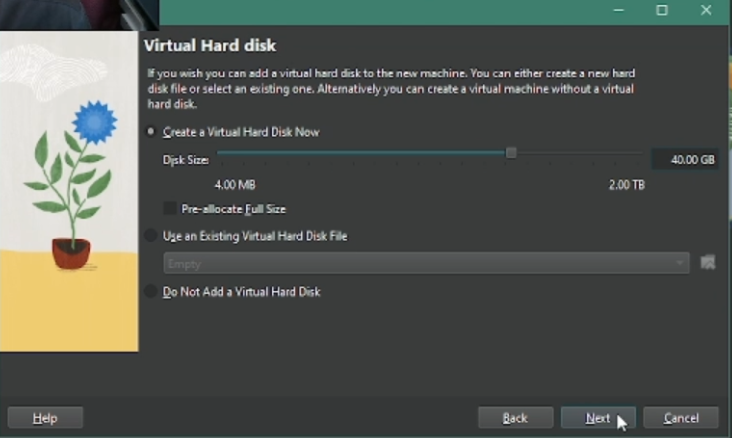 Virtual Hard disk
If you wish you can add a virtual hard disk to the new machine. You can either create a new hard
disk file or select an existing one. Alternatively you can create a virtual machine without a virtual
hard disk.
Create a Virtual Hard Disk Now
Disk Size: 40.00 GB
4.00 MB 2.00 TB
Pre-allocate Full Size
Use an Existing Virtual Hard Disk File
Empty
Do Not Add a Virtual Hard Disk
Help Back Next Cancel